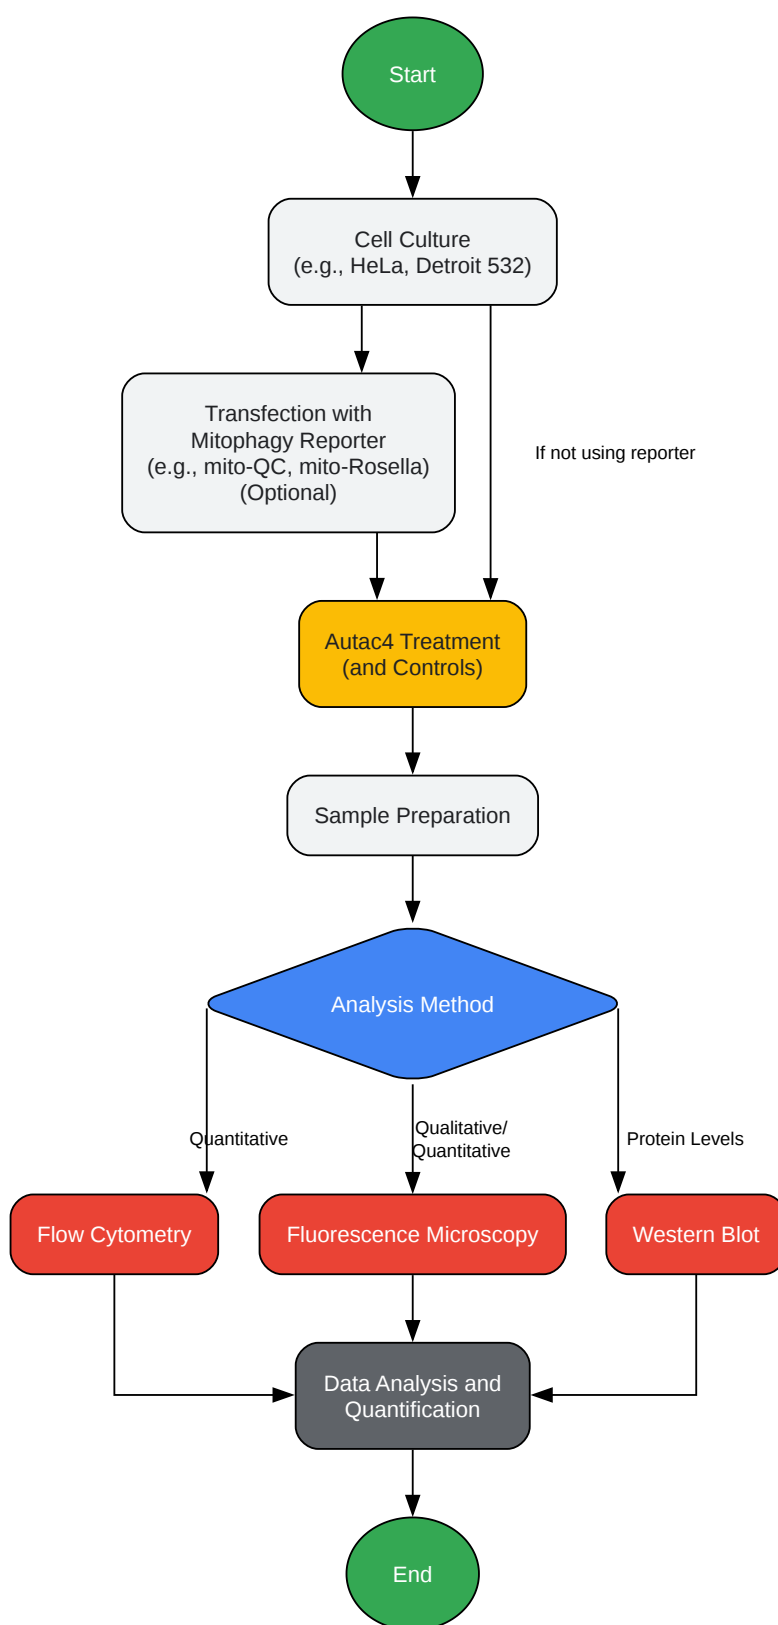 Start
Cell Culture
(e.g., HeLa, Detroit 532)
Transfection with
Mitophagy Reporter
(e.g., mito-QC, mito-Rosella)
(Optional)
If not using reporter
Autac4 Treatment
(and Controls)
Sample Preparation
Analysis Method
Quantitative
Qualitative/
Quantitative
Protein Levels
Flow Cytometry
Fluorescence Microscopy
Western Blot
Data Analysis and
Quantification
End